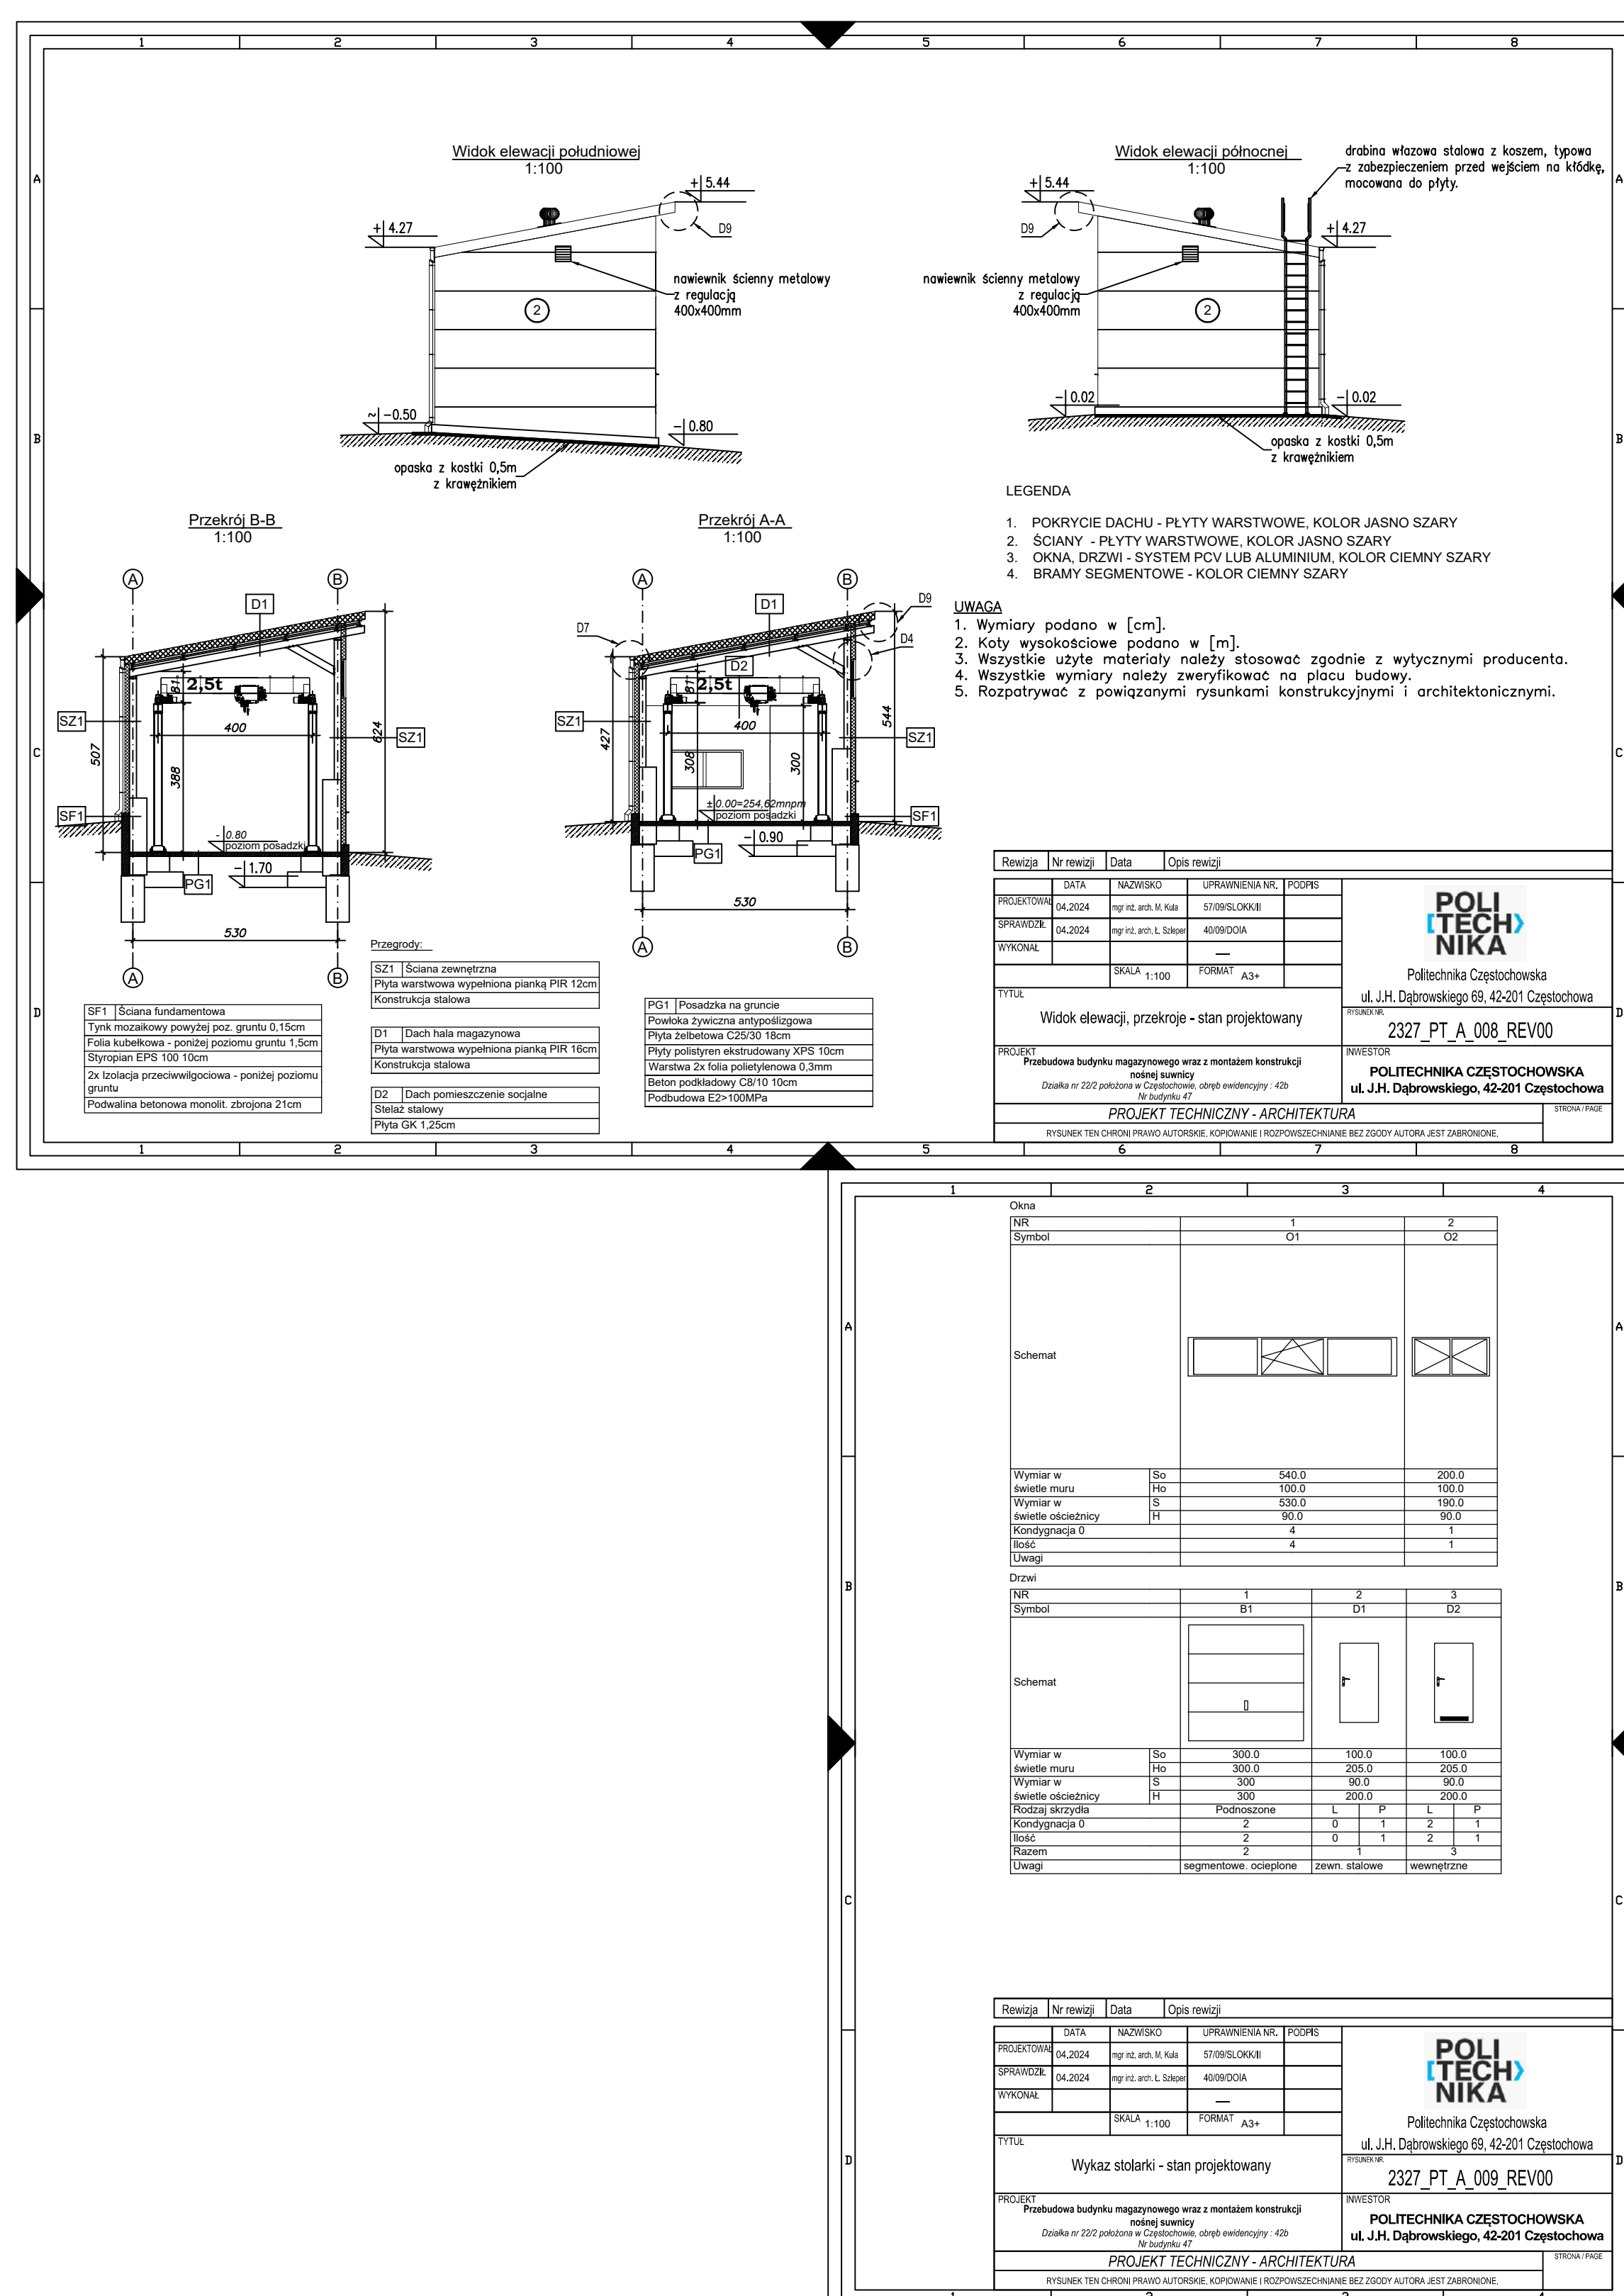 1 2 3 4 5 6 7 8
A
B
C
D
A
B
C
D
Widok elewacji południowej
1:100
+ 5.44
+ 4.27
D9
nawiewnik ścienny metalowy
z regulacją
400x400mm
2
~ -0.50
- 0.80
opaska z kostki 0,5m
z krawężnikiem
Widok elewacji północnej
1:100
drabina włazowa stalowa z koszem, typowa
z zabezpieczeniem przed wejściem na kłódkę,
mocowana do płyty.
+ 5.44
D9
+ 4.27
nawiewnik ścienny metalowy
z regulacją
400x400mm
2
- 0.02
- 0.02
opaska z kostki 0,5m
z krawężnikiem
LEGENDA
1. POKRYCIE DACHU - PŁYTY WARSTWOWE, KOLOR JASNO SZARY
2. ŚCIANY - PŁYTY WARSTWOWE, KOLOR JASNO SZARY
3. OKNA, DRZWI - SYSTEM PCV LUB ALUMINIUM, KOLOR CIEMNY SZARY
4. BRAMY SEGMENTOWE - KOLOR CIEMNY SZARY
UWAGA
1. Wymiary podano w [cm].
2. Koty wysokościowe podano w [m].
3. Wszystkie użyte materiały należy stosować zgodnie z wytycznymi producenta.
4. Wszystkie wymiary należy zweryfikować na placu budowy.
5. Rozpatrywać z powiązanymi rysunkami konstrukcyjnymi i architektonicznymi.
Przekrój B-B
1:100
A B
D1
81
2,5t
SZ1
400
SZ1
507
388
624
SF1
- 0.80
poziom posadzki
- 1.70
PG1
530
A B
Przekrój A-A
1:100
A B
D1
D9
D7
D4
D2
81
2,5t
SZ1
400
SZ1
427
308
300
544
±0.00=254,62mnpm
poziom posadzki
SF1
- 0.90
PG1
530
A B
Przegrody:
SZ1 Ściana zewnętrzna
Płyta warstwowa wypełniona pianką PIR 12cm
Konstrukcja stalowa
D1 Dach hala magazynowa
Płyta warstwowa wypełniona pianką PIR 16cm
Konstrukcja stalowa
D2 Dach pomieszczenie socjalne
Stelaż stalowy
Płyta GK 1,25cm
SF1 Ściana fundamentowa
Tynk mozaikowy powyżej poz. gruntu 0,15cm
Folia kubełkowa - poniżej poziomu gruntu 1,5cm
Styropian EPS 100 10cm
2x Izolacja przeciwwilgociowa - poniżej poziomu
gruntu
Podwalina betonowa monolit. zbrojona 21cm
PG1 Posadzka na gruncie
Powłoka żywiczna antypoślizgowa
Płyta żelbetowa C25/30 18cm
Płyty polistyren ekstrudowany XPS 10cm
Warstwa 2x folia polietylenowa 0,3mm
Beton podkładowy C8/10 10cm
Podbudowa E2>100MPa
Rewizja Nr rewizji Data Opis rewizji
DATA NAZWISKO UPRAWNIENIA NR. PODPIS
PROJEKTOWAŁ 04.2024 mgr inż. arch. M. Kula 57/09/SLOKK/II
SPRAWDZIŁ 04.2024 mgr inż. arch. Ł. Szleper 40/09/DOIA
WYKONAŁ —
SKALA 1:100 FORMAT A3+
TYTUŁ
Widok elewacji, przekroje - stan projektowany
PROJEKT
Przebudowa budynku magazynowego wraz z montażem konstrukcji
nośnej suwnicy
Działka nr 22/2 położona w Częstochowie, obręb ewidencyjny : 42b
Nr budynku 47
POLI
[TECH
NIKA
Politechnika Częstochowska
ul. J.H. Dąbrowskiego 69, 42-201 Częstochowa
RYSUNEK NR.
2327_PT_A_008_REV00
INWESTOR
POLITECHNIKA CZĘSTOCHOWSKA
ul. J.H. Dąbrowskiego, 42-201 Częstochowa
PROJEKT TECHNICZNY - ARCHITEKTURA
STRONA / PAGE
RYSUNEK TEN CHRONI PRAWO AUTORSKIE, KOPIOWANIE I ROZPOWSZECHNIANIE BEZ ZGODY AUTORA JEST ZABRONIONE.
1 2 3 4 5 6 7 8
1 2 3 4
A
B
C
D
A
B
C
D
Okna
NR 1 2
Symbol O1 O2
Schemat
Wymiar w So 540.0 200.0
świetle muru Ho 100.0 100.0
Wymiar w S 530.0 190.0
świetle ościeżnicy H 90.0 90.0
Kondygnacja 0 4 1
Ilość 4 1
Uwagi
Drzwi
NR 1 2 3
Symbol B1 D1 D2
Schemat
Wymiar w So 300.0 100.0 100.0
świetle muru Ho 300.0 205.0 205.0
Wymiar w S 300 90.0 90.0
świetle ościeżnicy H 300 200.0 200.0
Rodzaj skrzydła Podnoszone L P L P
Kondygnacja 0 2 0 1 2 1
Ilość 2 0 1 2 1
Razem 2 1 3
Uwagi segmentowe. ocieplone zewn. stalowe wewnętrzne
Rewizja Nr rewizji Data Opis rewizji
DATA NAZWISKO UPRAWNIENIA NR. PODPIS
PROJEKTOWAŁ 04.2024 mgr inż. arch. M. Kula 57/09/SLOKK/II
SPRAWDZIŁ 04.2024 mgr inż. arch. Ł. Szleper 40/09/DOIA
WYKONAŁ —
SKALA 1:100 FORMAT A3+
TYTUŁ
Wykaz stolarki - stan projektowany
PROJEKT
Przebudowa budynku magazynowego wraz z montażem konstrukcji
nośnej suwnicy
Działka nr 22/2 położona w Częstochowie, obręb ewidencyjny : 42b
Nr budynku 47
POLI
[TECH
NIKA
Politechnika Częstochowska
ul. J.H. Dąbrowskiego 69, 42-201 Częstochowa
RYSUNEK NR.
2327_PT_A_009_REV00
INWESTOR
POLITECHNIKA CZĘSTOCHOWSKA
ul. J.H. Dąbrowskiego, 42-201 Częstochowa
PROJEKT TECHNICZNY - ARCHITEKTURA
STRONA / PAGE
RYSUNEK TEN CHRONI PRAWO AUTORSKIE, KOPIOWANIE I ROZPOWSZECHNIANIE BEZ ZGODY AUTORA JEST ZABRONIONE.